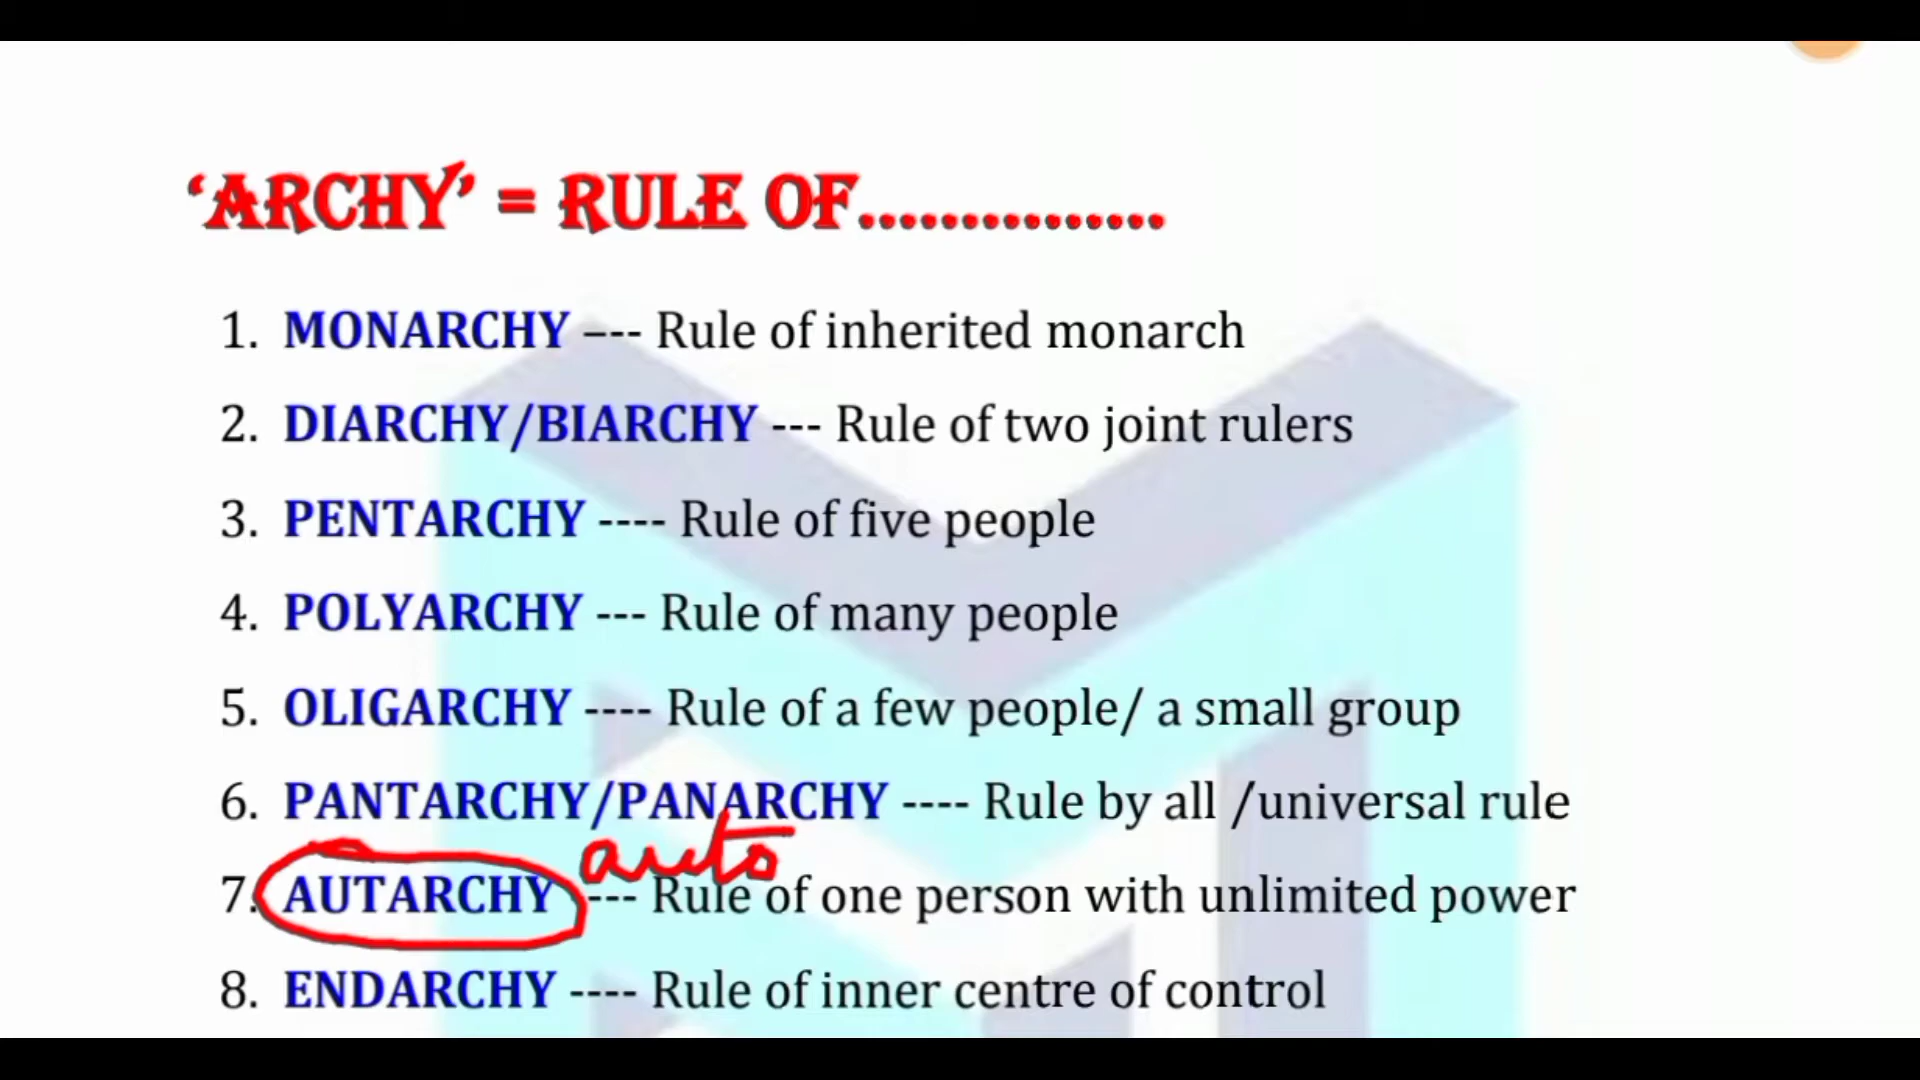 ‘ARCHY’ = RULE OF...............
1. MONARCHY –-- Rule of inherited monarch
2. DIARCHY/BIARCHY --- Rule of two joint rulers
3. PENTARCHY ---- Rule of five people
4. POLYARCHY --- Rule of many people
5. OLIGARCHY ---- Rule of a few people/ a small group
6. PANTARCHY/PANARCHY ---- Rule by all /universal rule
auto
7. AUTARCHY --- Rule of one person with unlimited power
8. ENDARCHY ---- Rule of inner centre of control